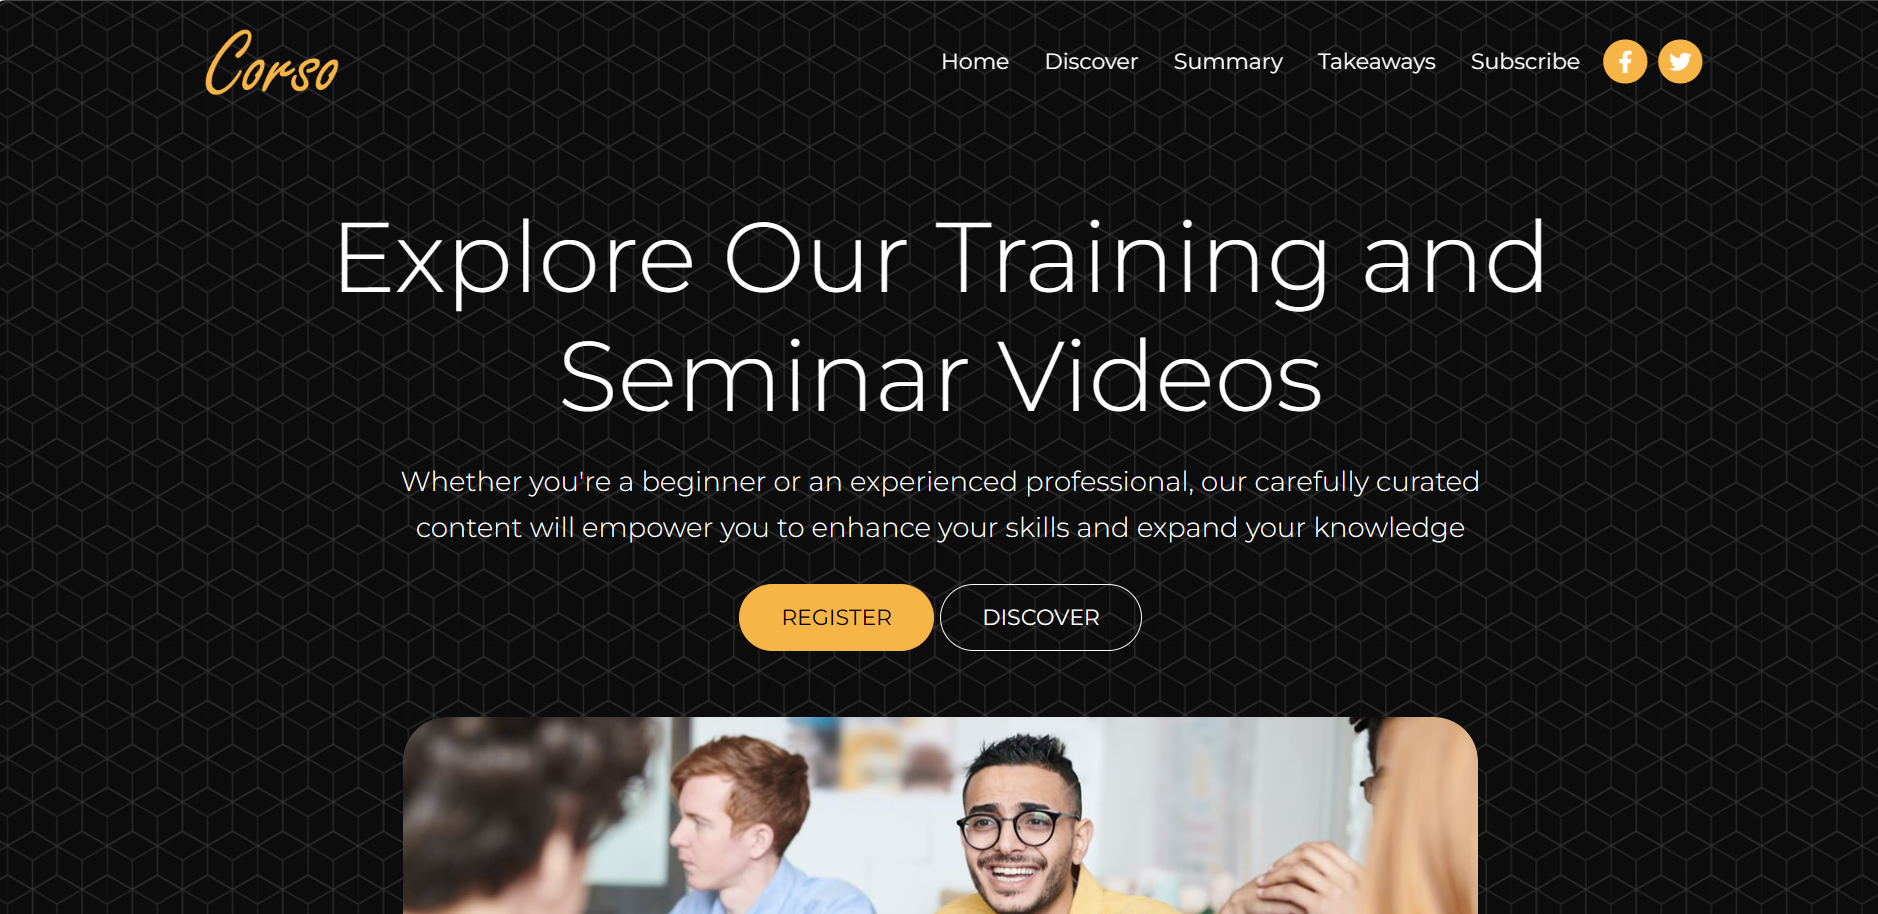 Corso
Home Discover Summary Takeaways Subscribe
Explore Our Training and
Seminar Videos
Whether you're a beginner or an experienced professional, our carefully curated
content will empower you to enhance your skills and expand your knowledge
REGISTER DISCOVER